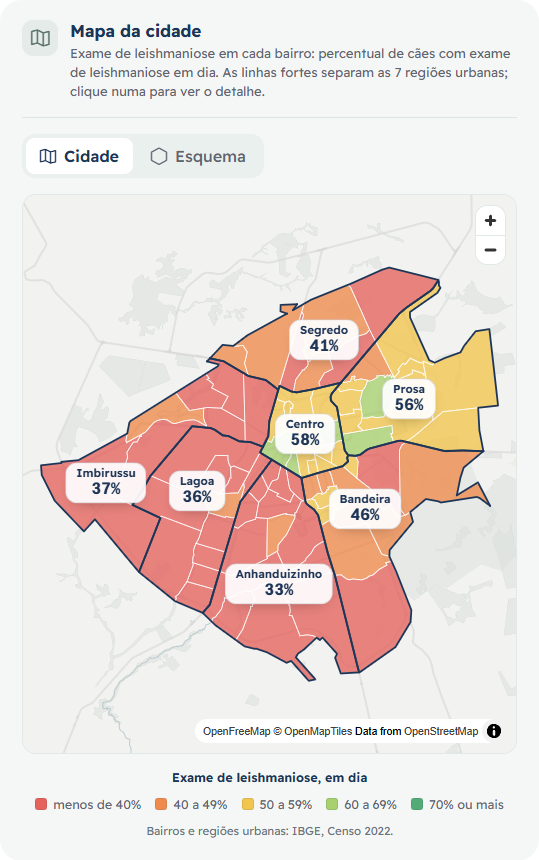 Mapa da cidade
Exame de leishmaniose em cada bairro: percentual de cães com exame
de leishmaniose em dia. As linhas fortes separam as 7 regiões urbanas;
clique numa para ver o detalhe.
Cidade
Esquema
+
−
Segredo
41%
Prosa
56%
Centro
58%
Imbirussu
37%
Lagoa
36%
Bandeira
46%
Anhanduizinho
33%
OpenFreeMap © OpenMapTiles Data from OpenStreetMap
Exame de leishmaniose, em dia
menos de 40% 40 a 49% 50 a 59% 60 a 69% 70% ou mais
Bairros e regiões urbanas: IBGE, Censo 2022.